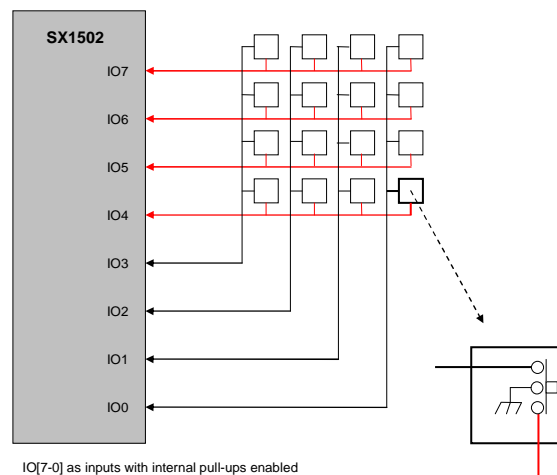 SX1502
IO7
IO6
IO5
IO4
IO3
IO2
IO1
IO0
IO[7-0] as inputs with internal pull-ups enabled